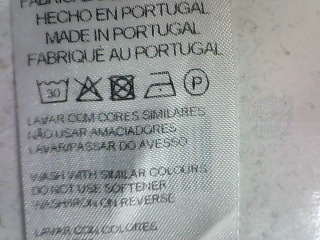 HECHO EN PORTUGAL
MADE IN PORTUGAL
FABRIQUÉ AU PORTUGAL
30 P
LAVAR COM CORES SIMILARES
NÃO USAR AMACIADORES
LAVAR/PASSAR DO AVESSO
WASH WITH SIMILAR COLOURS
DO NOT USE SOFTENER
WASH/IRON ON REVERSE
LAVAR CON COLORES